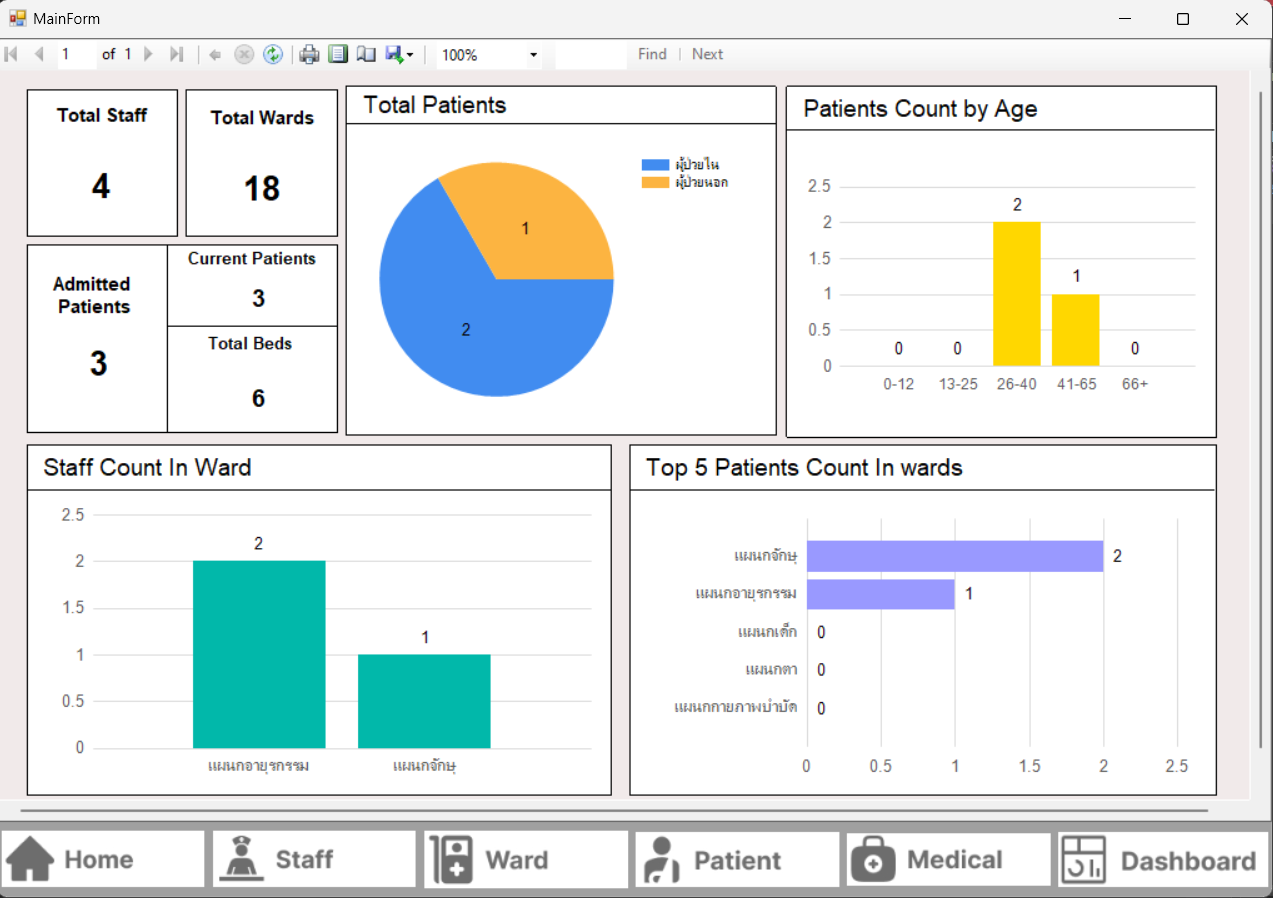 MainForm
1 of 1 100% Find | Next
Total Staff
4
Total Wards
18
Admitted
Patients
3
Current Patients
3
Total Beds
6
Total Patients
ผู้ป่วยใน
ผู้ป่วยนอก
1
2
Patients Count by Age
2.5
2
1.5
1
0.5
0
0
0
2
1
0
0-12 13-25 26-40 41-65 66+
Staff Count In Ward
2.5
2
1.5
1
0.5
0
2
1
แผนกอายุรกรรม แผนกจักษุ
Top 5 Patients Count In wards
แผนกจักษุ 2
แผนกอายุรกรรม 1
แผนกเด็ก 0
แผนกตา 0
แผนกกายภาพบำบัด 0
0 0.5 1 1.5 2 2.5
Home Staff Ward Patient Medical Dashboard